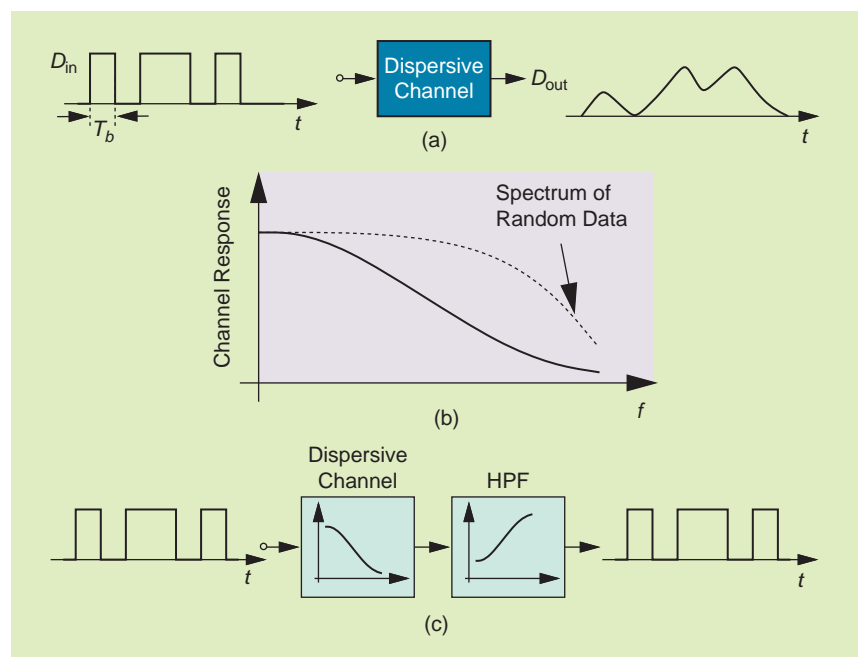 D_in
Dispersive
Channel
D_out
T_b
t
t
(a)
Channel Response
Spectrum of
Random Data
f
(b)
Dispersive
Channel
HPF
t
t
(c)